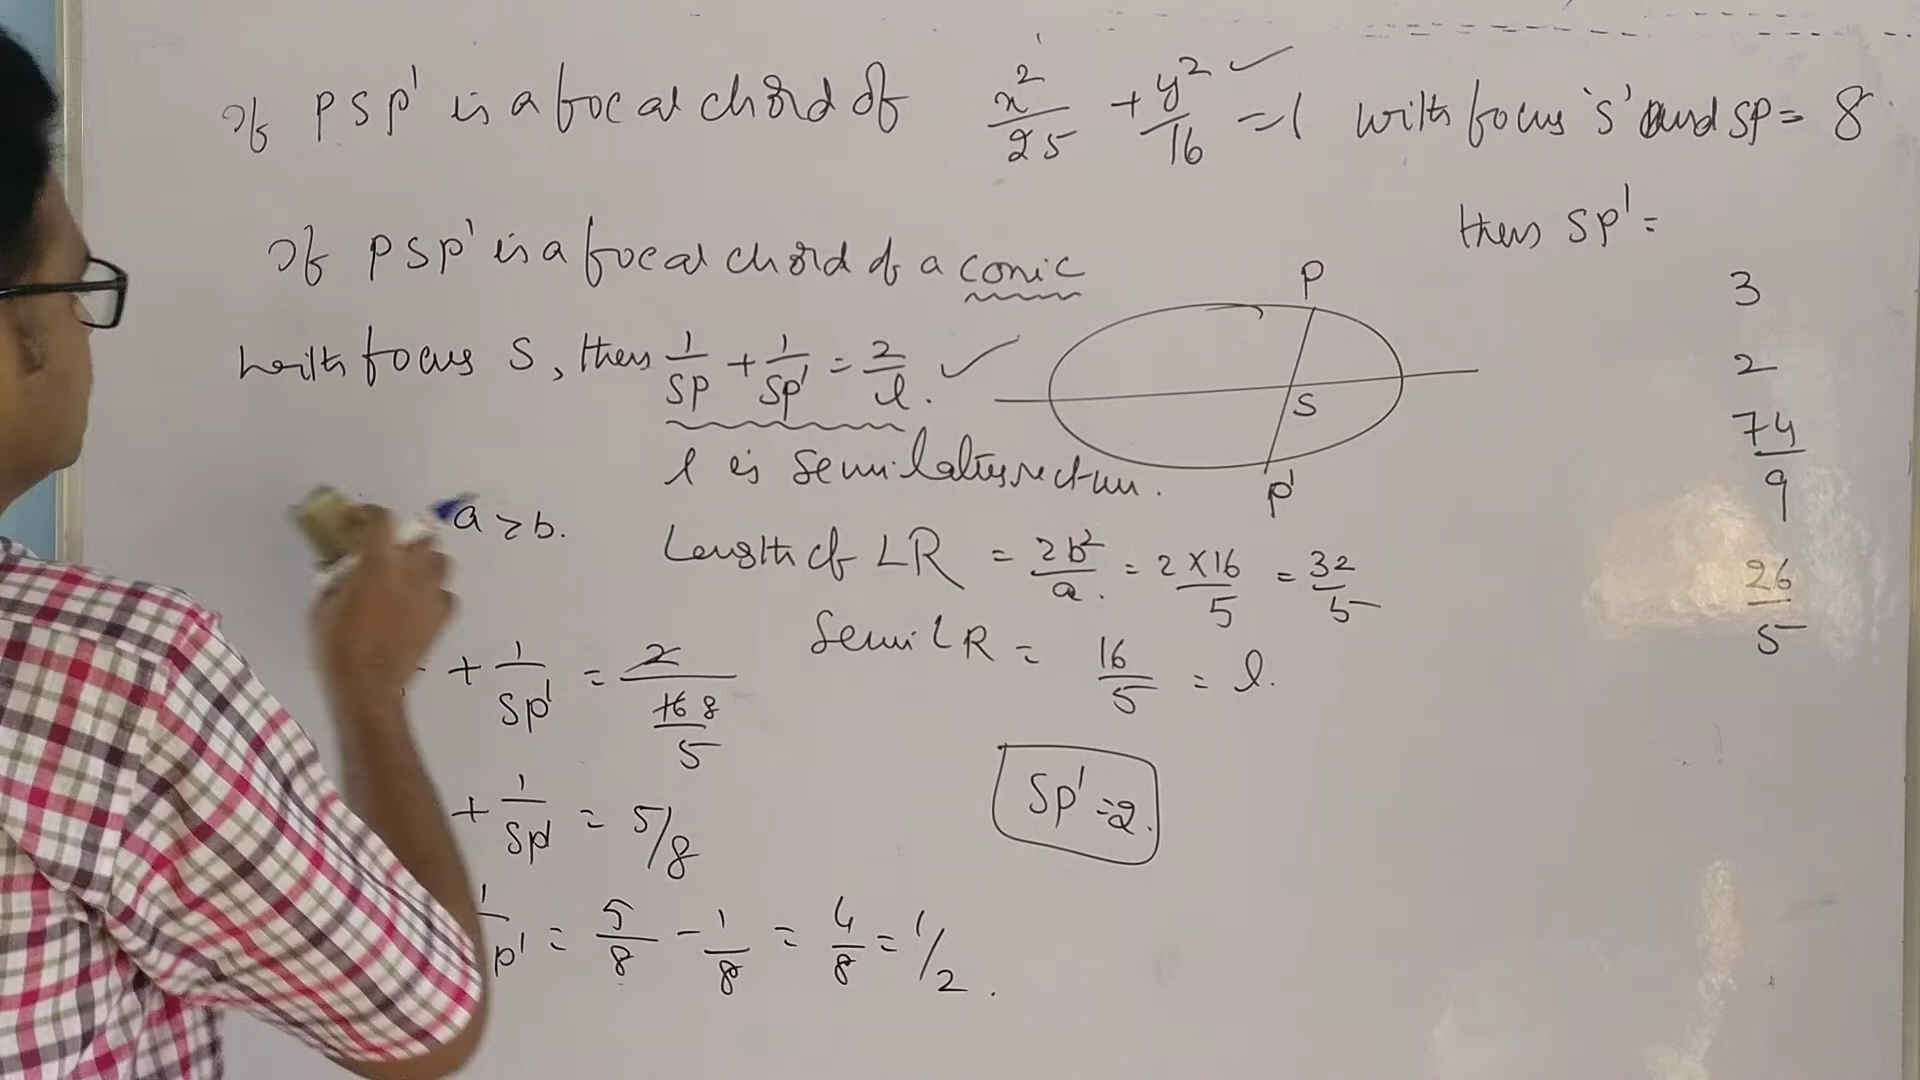 If PSP' is a focal chord of x²/25 + y²/16 = 1 with focus 'S' and SP = 8
then SP' =
3
2
74/9
26/5
If PSP' is a focal chord of a conic
with focus S, then 1/SP + 1/SP' = 2/l.
l is semilatusrectum.
P
S
P'
a > b.
Length of LR = 2b²/a. = 2 × 16/5 = 32/5
Semi LR = 16/5 = l.
+ 1/SP' = 2/(16 8/5)
+ 1/SP' = 5/8
1/P' = 5/8 - 1/8 = 4/8 = 1/2.
SP' = 2.